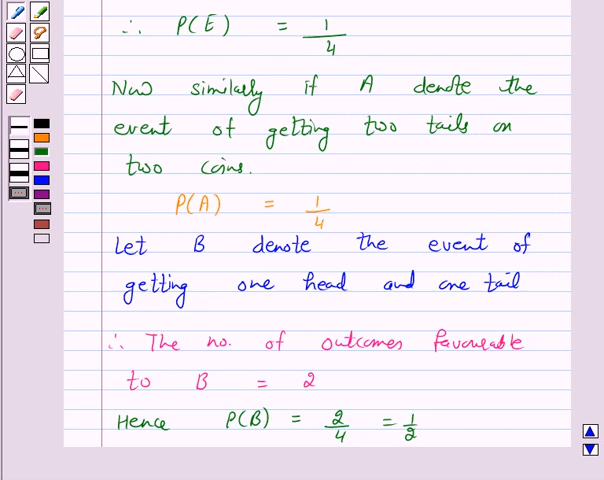 ∴ P(E) = 1/4
Now similarly if A denote the
event of getting two tails on
two coins.
P(A) = 1/4
Let B denote the event of
getting one head and one tail
∴ The no. of outcomes favourable
to B = 2
Hence P(B) = 2/4 = 1/2